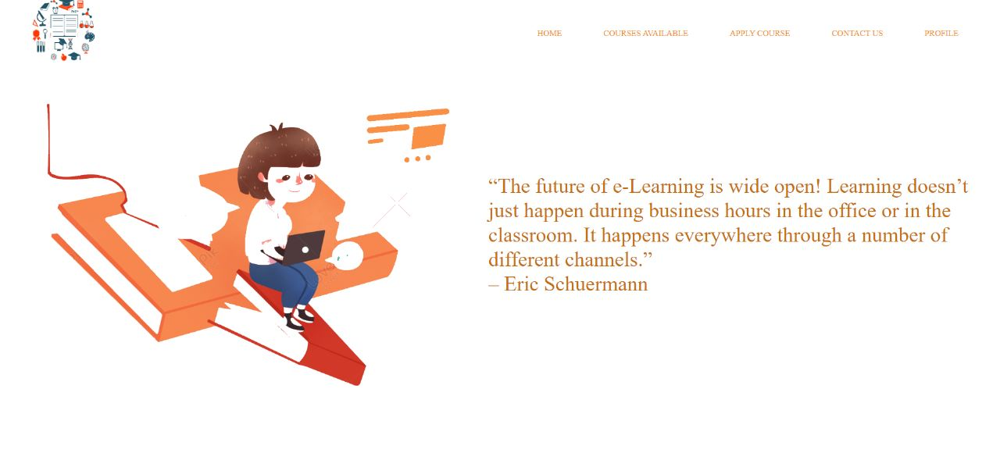 HOME COURSES AVAILABLE APPLY COURSE CONTACT US PROFILE
“The future of e-Learning is wide open! Learning doesn’t
just happen during business hours in the office or in the
classroom. It happens everywhere through a number of
different channels.”
– Eric Schuermann